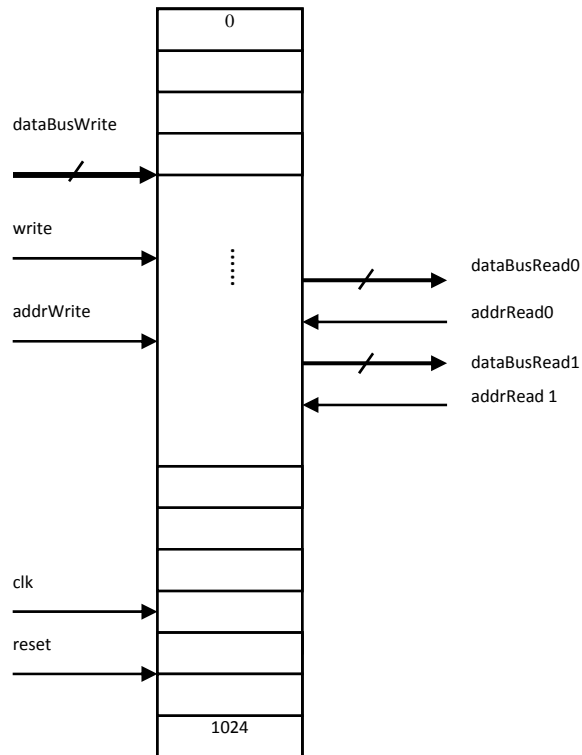 0
dataBusWrite
write
dataBusRead0
addrWrite
addrRead0
dataBusRead1
addrRead 1
clk
reset
1024